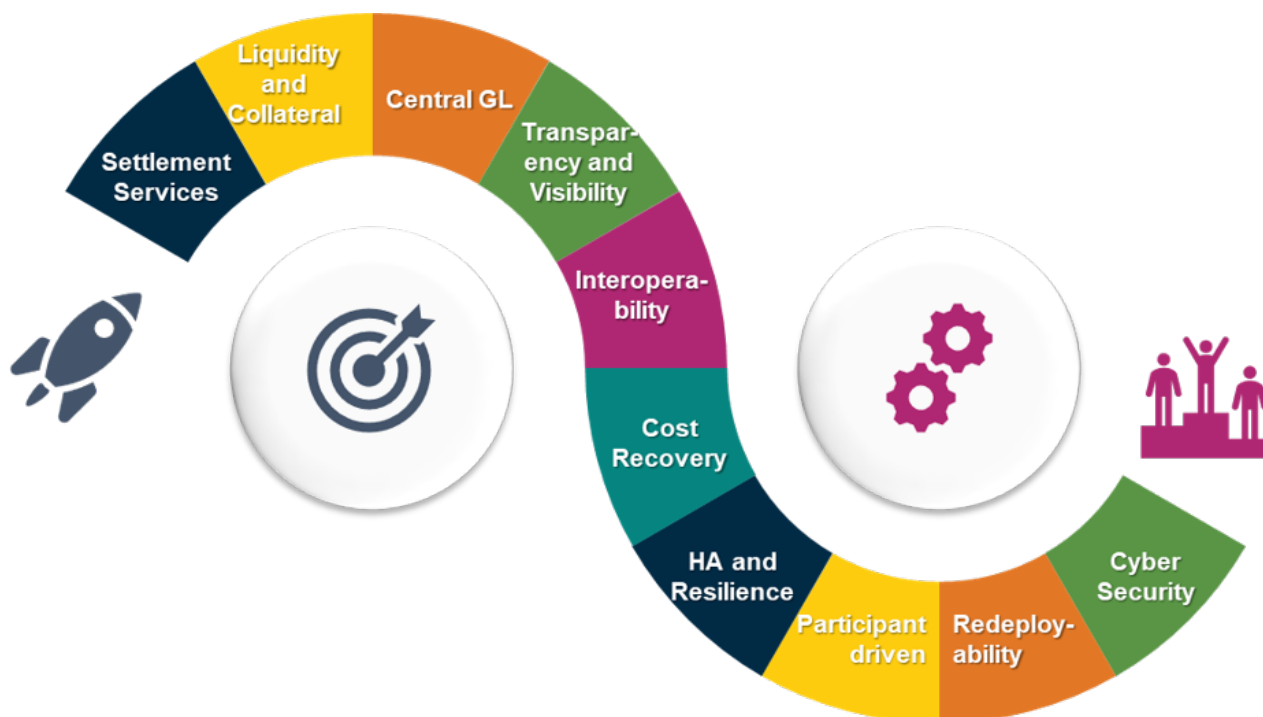 Settlement
Services
Liquidity
and
Collateral
Central GL
Transpar-
ency and
Visibility
Interopera-
bility
Cost
Recovery
HA and
Resilience
Participant
driven
Redeploy-
ability
Cyber
Security